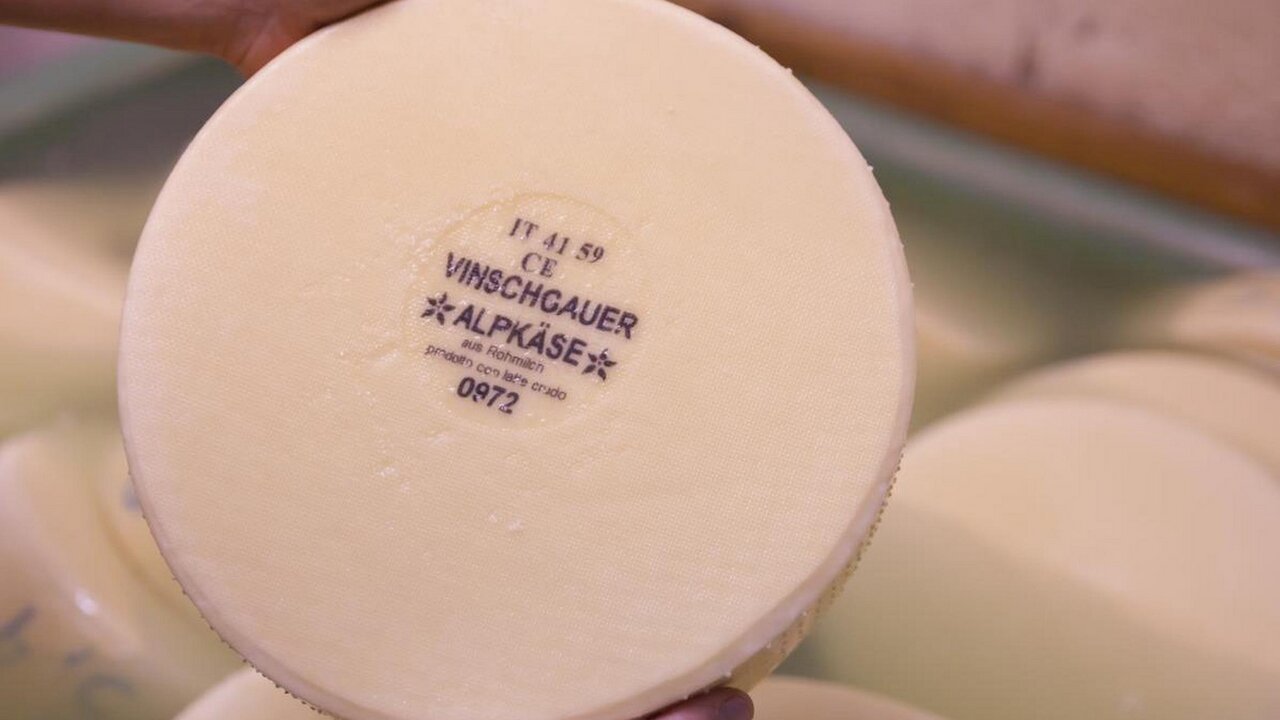 IT 41 59
CE
VINSCHGAUER
ALPKÄSE
aus Rohmilch
prodotto con latte crudo
0972